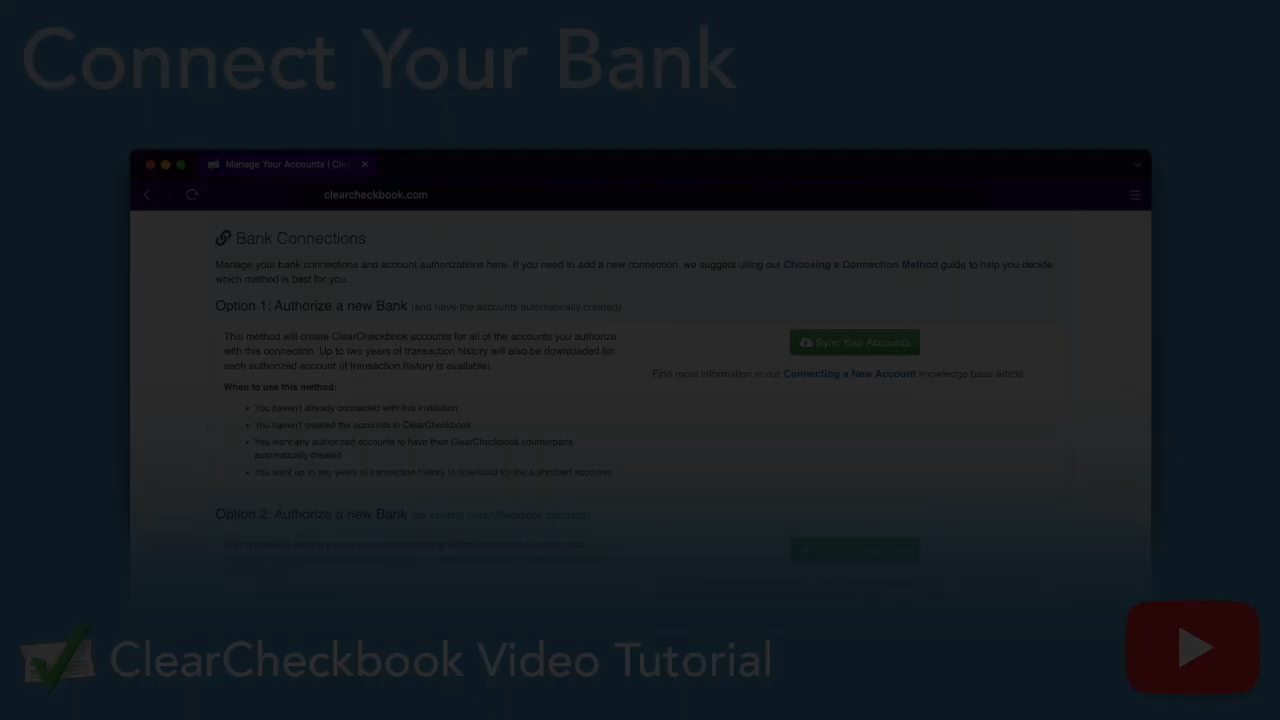 Connect Your Bank
Manage Your Accounts | Cle
clearcheckbook.com
Bank Connections
Manage your bank connections and account authorizations here. If you need to add a new connection, we suggest using our Choosing a Connection Method guide to help you decide
which method is best for you.
Option 1: Authorize a new Bank (and have the accounts automatically created)
This method will create ClearCheckbook accounts for all of the accounts you authorize
with this connection. Up to two years of transaction history will also be downloaded for
each authorized account (if transaction history is available).
Sync Your Accounts
Find more information in our Connecting a New Account knowledge base article.
When to use this method:
• You haven't already connected with this institution
• You haven't created the accounts in ClearCheckbook
• You want any authorized accounts to have their ClearCheckbook counterparts
automatically created
• You want up to two years of transaction history to download for the authorized accounts
Option 2: Authorize a new Bank
ClearCheckbook Video Tutorial